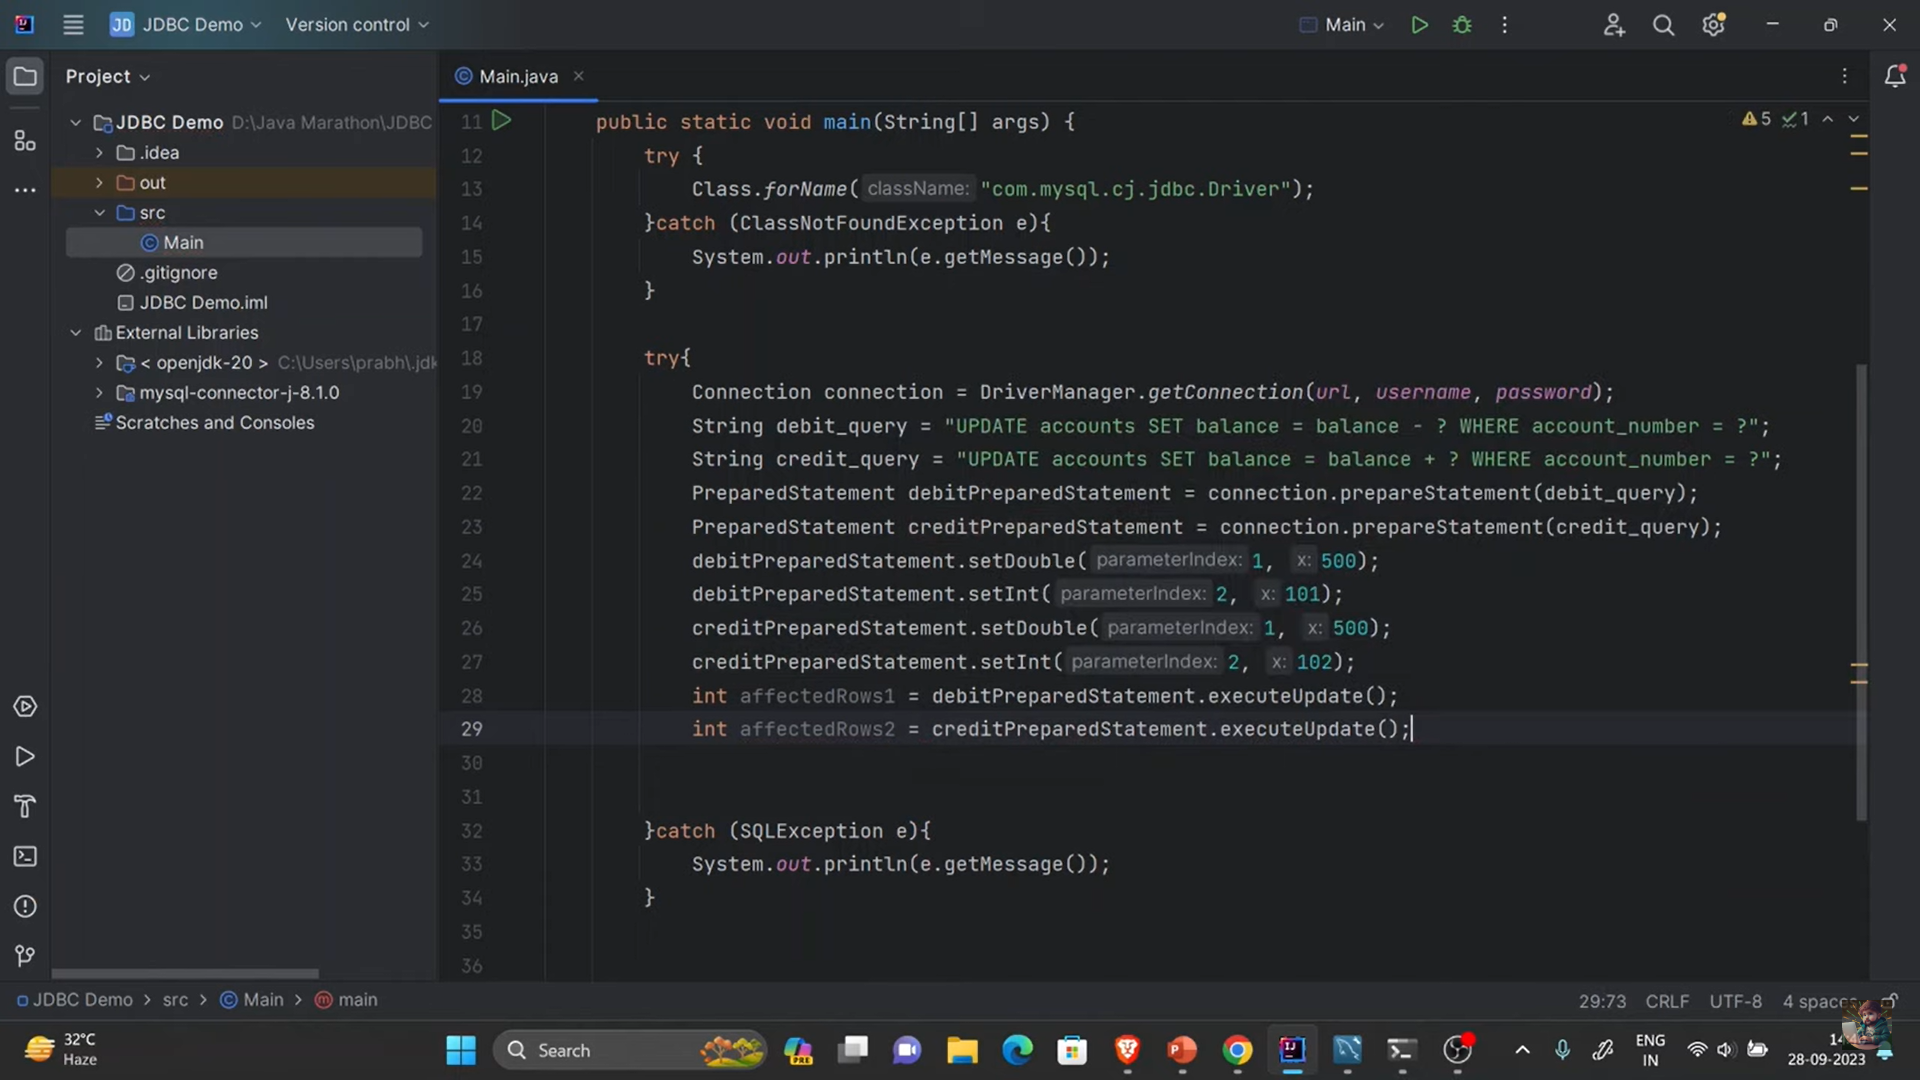 JD JDBC Demo Version control Main
Project
Main.java
JDBC Demo D:\Java Marathon\JDBC
.idea
out
src
Main
.gitignore
JDBC Demo.iml
External Libraries
< openjdk-20 > C:\Users\prabh\.jdk
mysql-connector-j-8.1.0
Scratches and Consoles
5 1
11 public static void main(String[] args) {
12 try {
13 Class.forName( className: "com.mysql.cj.jdbc.Driver");
14 }catch (ClassNotFoundException e){
15 System.out.println(e.getMessage());
16 }
17
18 try{
19 Connection connection = DriverManager.getConnection(url, username, password);
20 String debit_query = "UPDATE accounts SET balance = balance - ? WHERE account_number = ?";
21 String credit_query = "UPDATE accounts SET balance = balance + ? WHERE account_number = ?";
22 PreparedStatement debitPreparedStatement = connection.prepareStatement(debit_query);
23 PreparedStatement creditPreparedStatement = connection.prepareStatement(credit_query);
24 debitPreparedStatement.setDouble( parameterIndex: 1, x: 500);
25 debitPreparedStatement.setInt( parameterIndex: 2, x: 101);
26 creditPreparedStatement.setDouble( parameterIndex: 1, x: 500);
27 creditPreparedStatement.setInt( parameterIndex: 2, x: 102);
28 int affectedRows1 = debitPreparedStatement.executeUpdate();
29 int affectedRows2 = creditPreparedStatement.executeUpdate();
30
31
32 }catch (SQLException e){
33 System.out.println(e.getMessage());
34 }
35
36
JDBC Demo > src > Main > main
29:73 CRLF UTF-8 4 spaces
32°C
Haze
Search
PRE
ENG
IN
28-09-2023